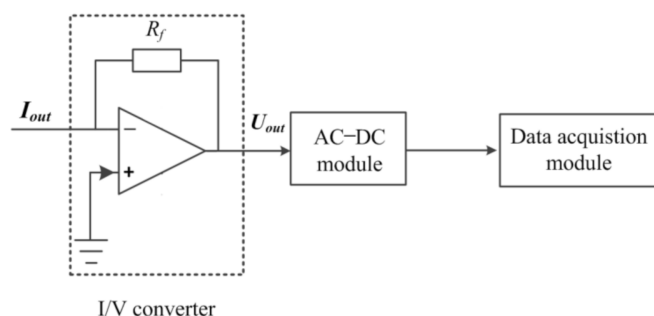 R_f
I_out
−
+
U_out
AC−DC
module
Data acquistion
module
I/V converter